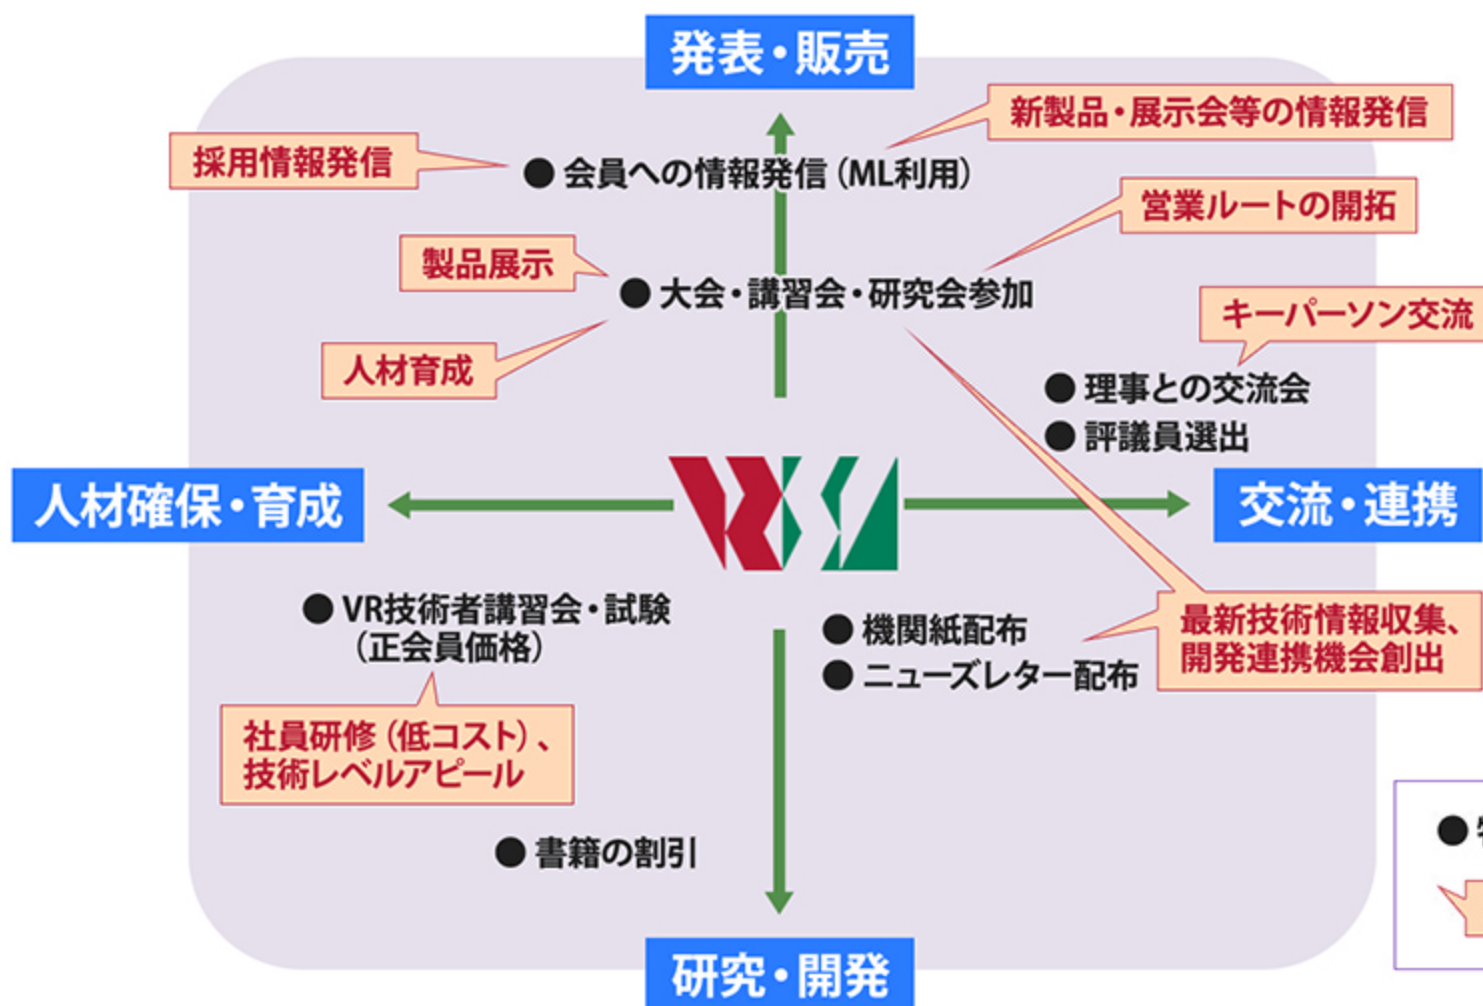 発表・販売
新製品・展示会等の情報発信
採用情報発信
● 会員への情報発信（ML利用）
営業ルートの開拓
製品展示
● 大会・講習会・研究会参加
キーパーソン交流
人材育成
● 理事との交流会
● 評議員選出
人材確保・育成
交流・連携
● VR技術者講習会・試験
（正会員価格）
● 機関紙配布
● ニューズレター配布
最新技術情報収集、
開発連携機会創出
社員研修（低コスト）、
技術レベルアピール
● 書籍の割引
研究・開発